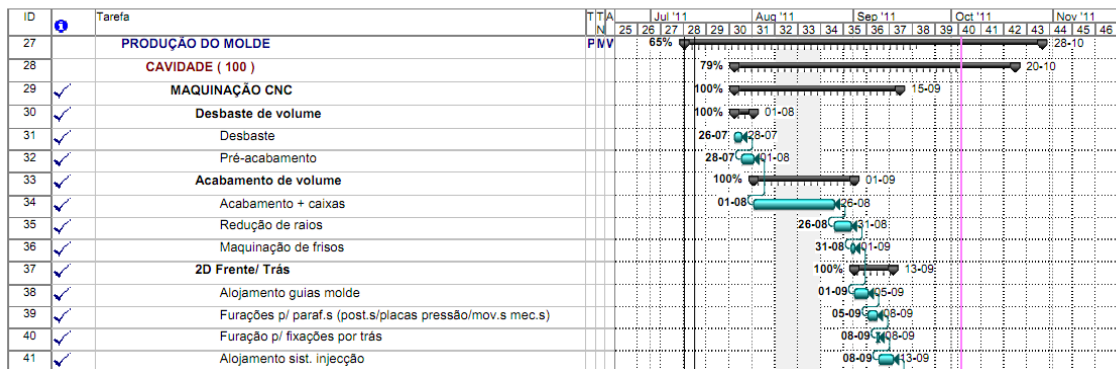 ID Tarefa T T A Jul '11 Aug '11 Sep '11 Oct '11 Nov '11
N 25 26 27 28 29 30 31 32 33 34 35 36 37 38 39 40 41 42 43 44 45 46
27 PRODUÇÃO DO MOLDE P M V 65% 28-10
28 CAVIDADE ( 100 ) 79% 20-10
29 MAQUINAÇÃO CNC 100% 15-09
30 Desbaste de volume 100% 01-08
31 Desbaste 26-07 28-07
32 Pré-acabamento 28-07 01-08
33 Acabamento de volume 100% 01-09
34 Acabamento + caixas 01-08 26-08
35 Redução de raios 26-08 31-08
36 Maquinação de frisos 31-08 01-09
37 2D Frente/ Trás 100% 13-09
38 Alojamento guias molde 01-09 05-09
39 Furações p/ paraf.s (post.s/placas pressão/mov.s mec.s) 05-09 08-09
40 Furação p/ fixações por trás 08-09 08-09
41 Alojamento sist. injecção 08-09 13-09